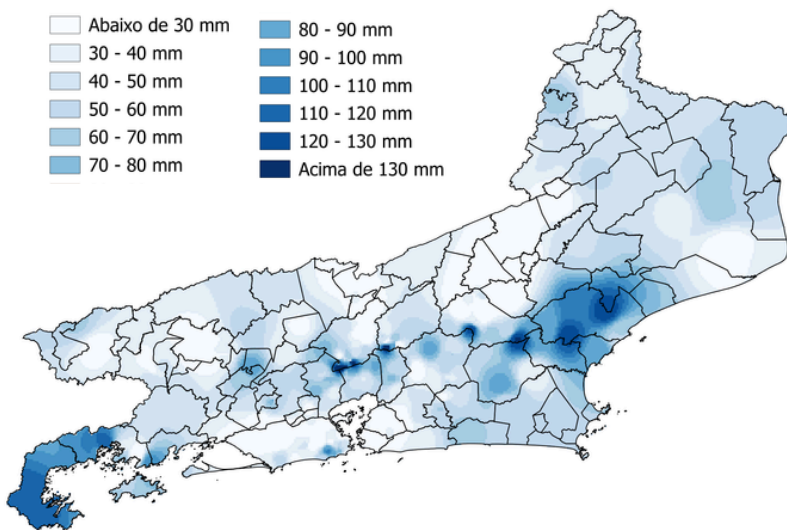 Abaixo de 30 mm
30 - 40 mm
40 - 50 mm
50 - 60 mm
60 - 70 mm
70 - 80 mm
80 - 90 mm
90 - 100 mm
100 - 110 mm
110 - 120 mm
120 - 130 mm
Acima de 130 mm